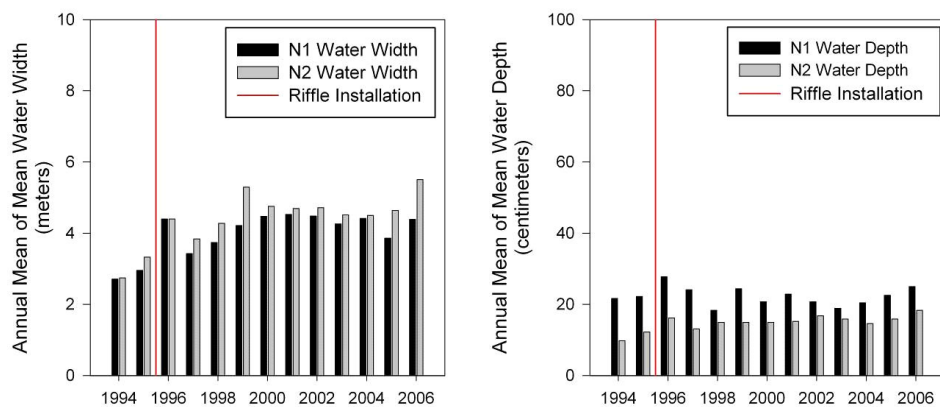 Annual Mean of Mean Water Width
(meters)
10
8
6
4
2
0
N1 Water Width
N2 Water Width
Riffle Installation
1994 1996 1998 2000 2002 2004 2006
Annual Mean of Mean Water Depth
(centimeters)
100
80
60
40
20
0
N1 Water Depth
N2 Water Depth
Riffle Installation
1994 1996 1998 2000 2002 2004 2006